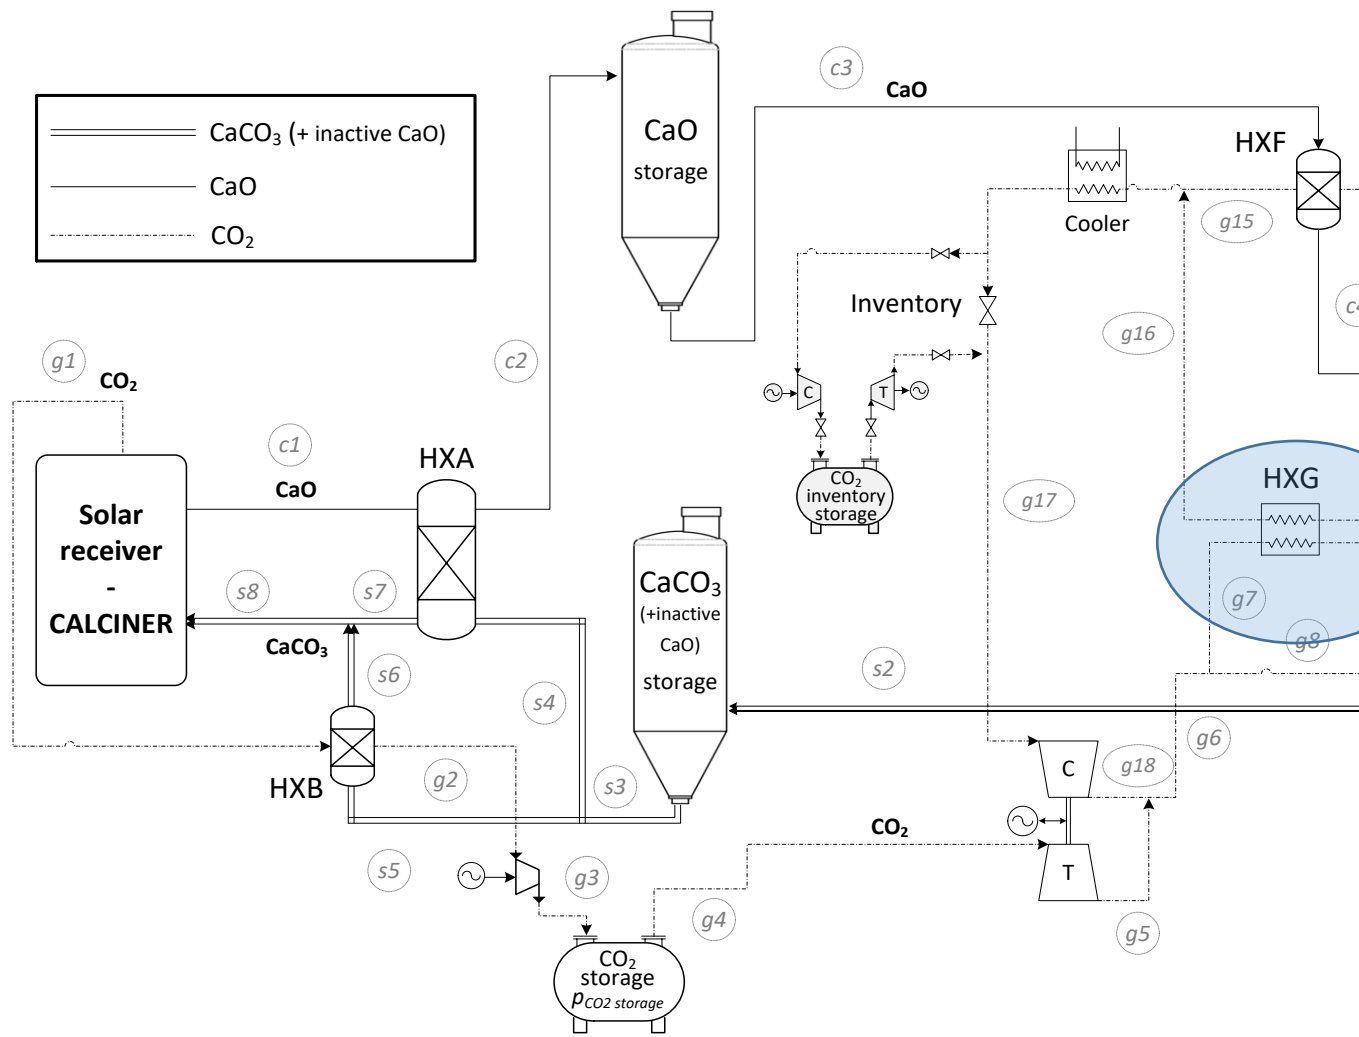 CaCO₃ (+ inactive CaO)
CaO
CO₂
CaO
storage
c3
CaO
HXF
Cooler
g15
c4
Inventory
g16
g1
CO₂
c2
c1
CaO
HXA
C
T
CO₂
inventory
storage
g17
HXG
g7
g8
Solar
receiver
-
CALCINER
s8
s7
CaCO₃
s6
s4
HXB
CaCO₃
(+inactive
CaO)
storage
s2
g6
g2
s3
C
g18
CO₂
T
s5
g3
g4
g5
CO₂
storage
pCO2 storage